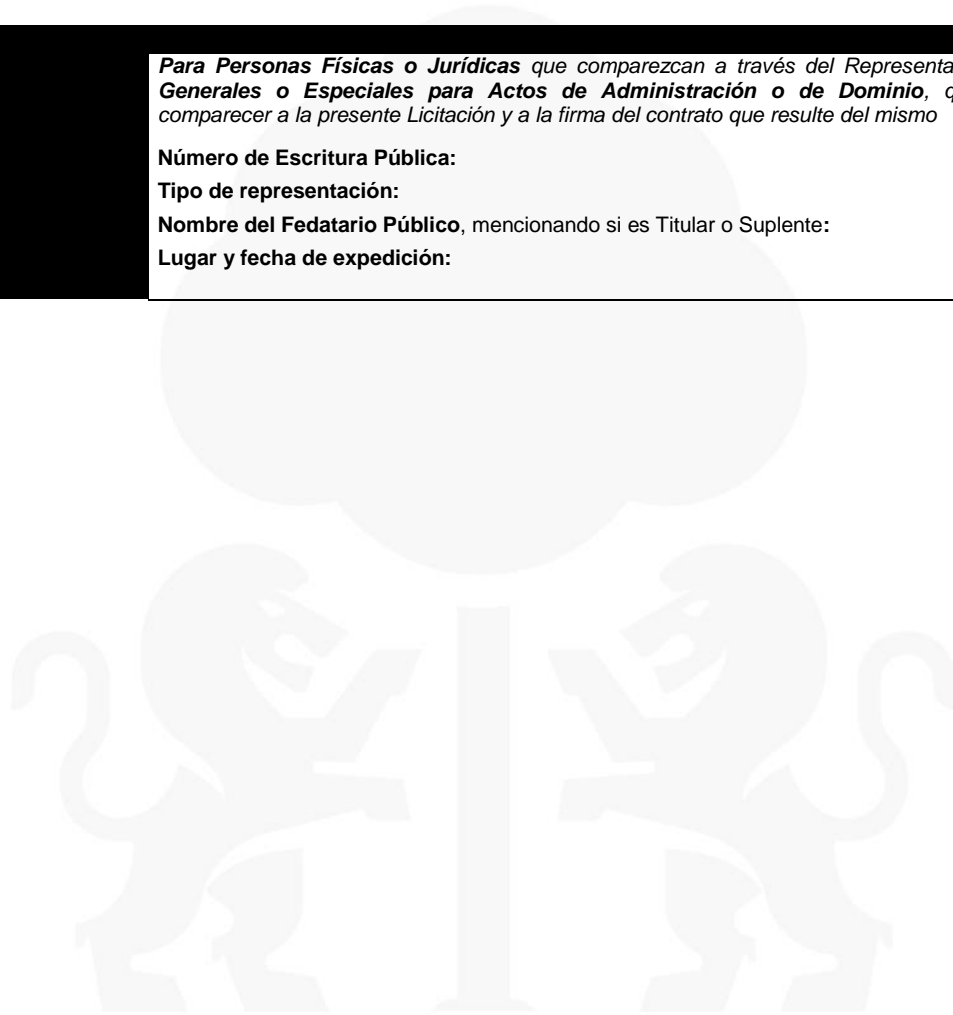 Para Personas Físicas o Jurídicas que comparezcan a través del Representa
Generales o Especiales para Actos de Administración o de Dominio, q
comparecer a la presente Licitación y a la firma del contrato que resulte del mismo
Número de Escritura Pública:
Tipo de representación:
Nombre del Fedatario Público, mencionando si es Titular o Suplente:
Lugar y fecha de expedición: